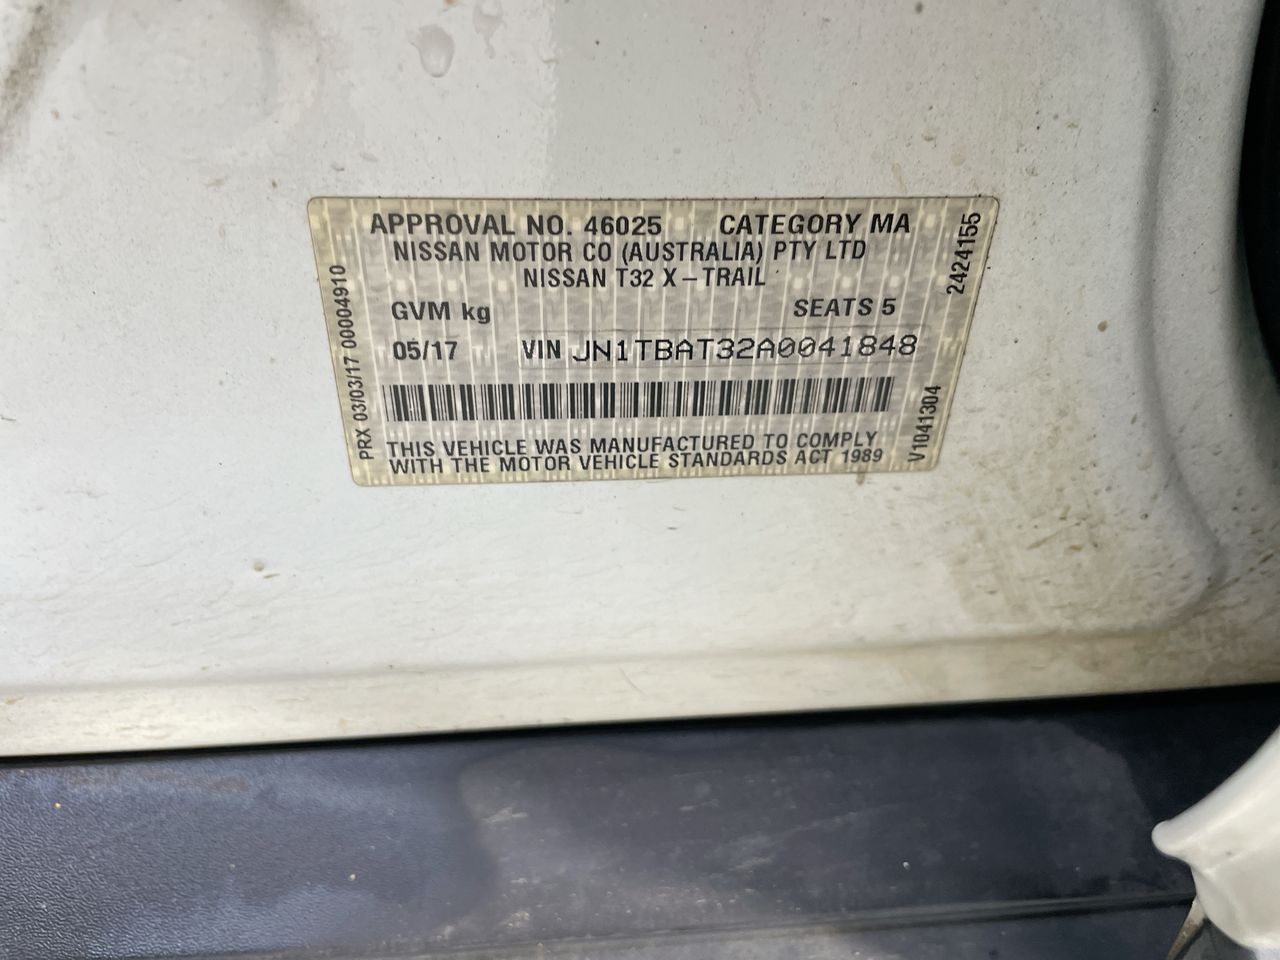 APPROVAL NO. 46025 CATEGORY MA
NISSAN MOTOR CO (AUSTRALIA) PTY LTD
NISSAN T32 X-TRAIL
GVM kg SEATS 5
05/17 VIN JN1TBAT32A0041848
THIS VEHICLE WAS MANUFACTURED TO COMPLY
WITH THE MOTOR VEHICLE STANDARDS ACT 1989
PRX 03/03/17 00004910
2424155
V1041304